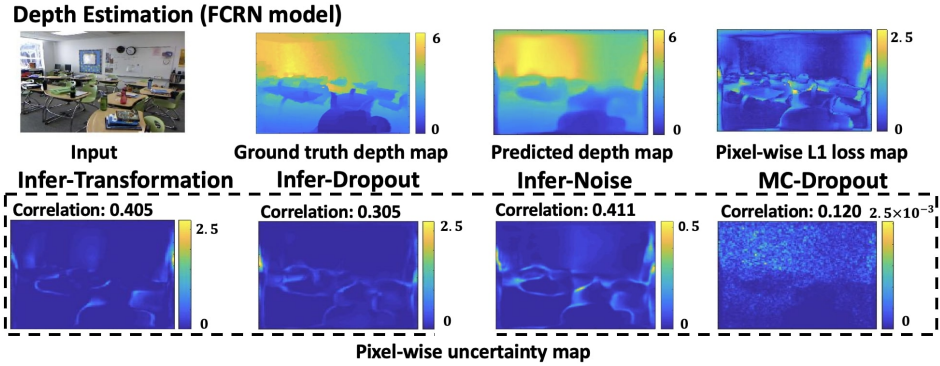 Depth Estimation (FCRN model)
6
0
6
0
2.5
0
Input
Ground truth depth map
Predicted depth map
Pixel-wise L1 loss map
Infer-Transformation
Infer-Dropout
Infer-Noise
MC-Dropout
Correlation: 0.405
Correlation: 0.305
Correlation: 0.411
Correlation: 0.120
2.5
0
2.5
0
0.5
0
2.5×10⁻³
0
Pixel-wise uncertainty map